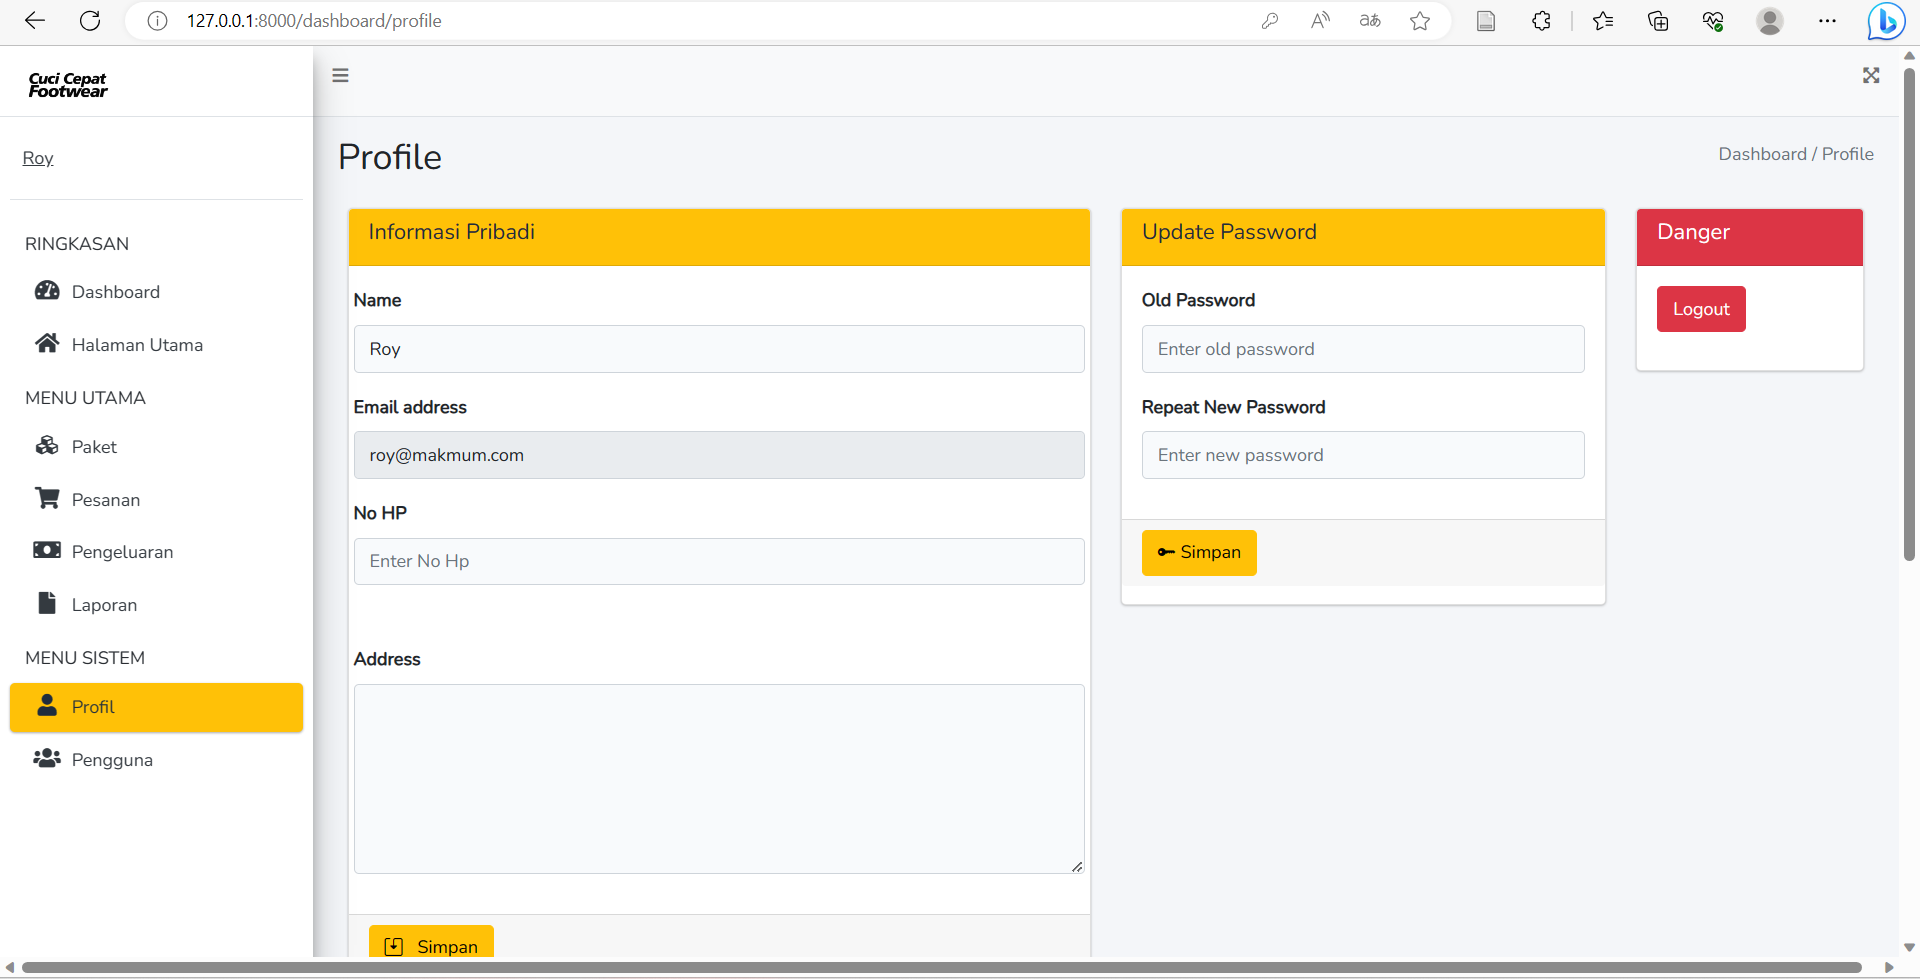 127.0.0.1:8000/dashboard/profile
Cuci Cepat
Footwear
Roy
RINGKASAN
Dashboard
Halaman Utama
MENU UTAMA
Paket
Pesanan
Pengeluaran
Laporan
MENU SISTEM
Profil
Pengguna
Profile
Dashboard / Profile
Informasi Pribadi
Name
Roy
Email address
roy@makmum.com
No HP
Enter No Hp
Address
Simpan
Update Password
Old Password
Enter old password
Repeat New Password
Enter new password
Simpan
Danger
Logout